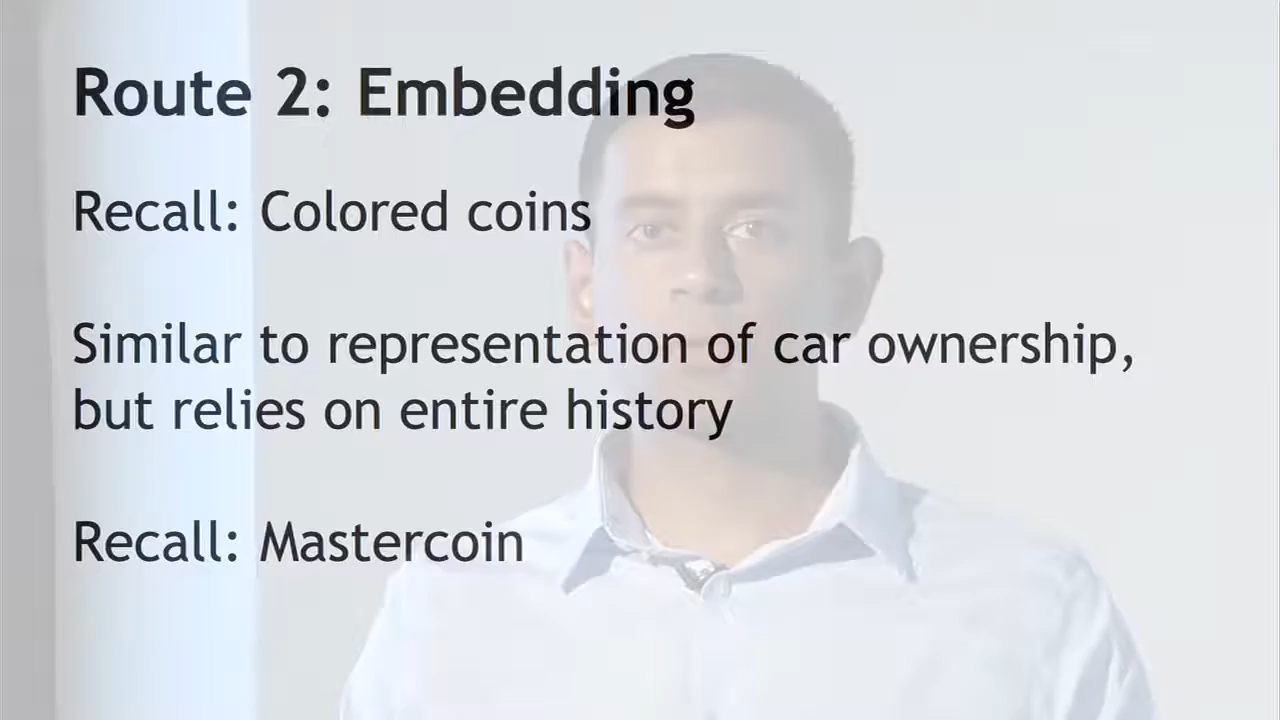 Route 2: Embedding
Recall: Colored coins
Similar to representation of car ownership,
but relies on entire history
Recall: Mastercoin